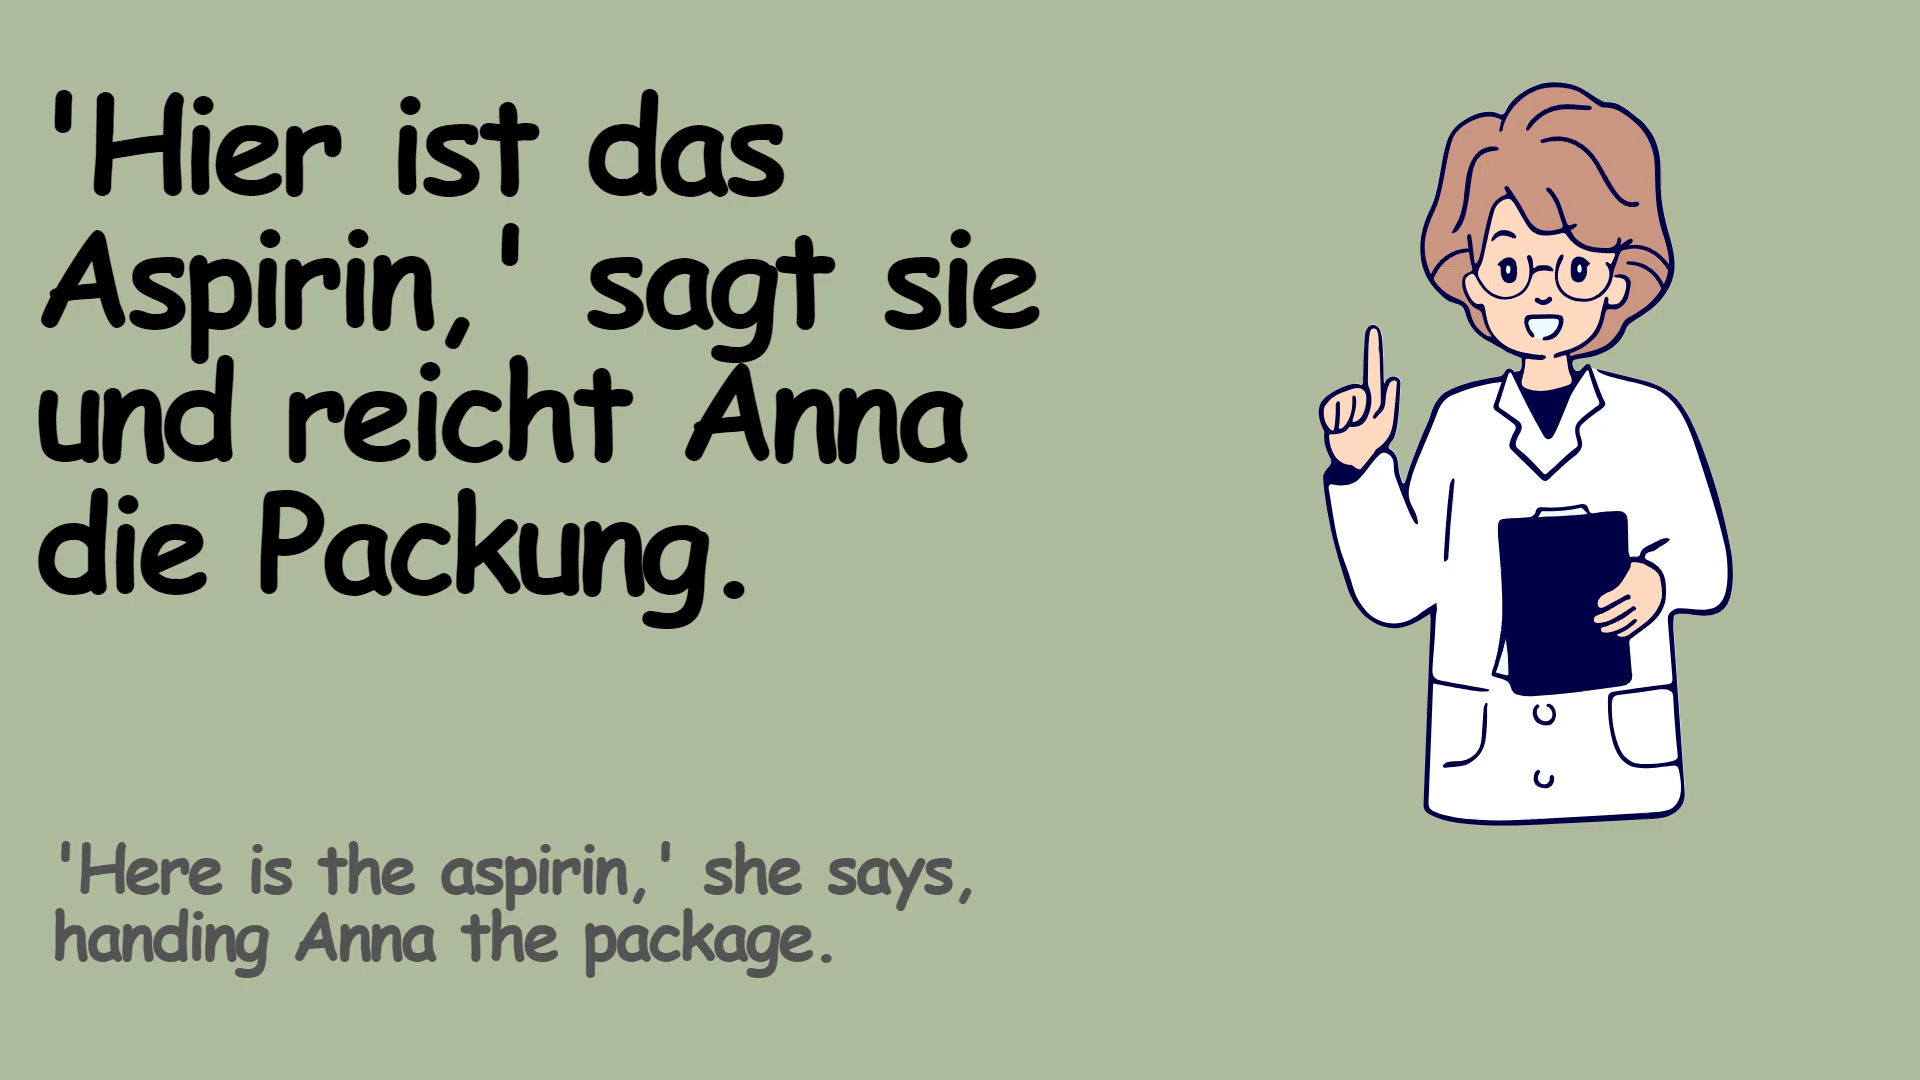 'Hier ist das
Aspirin,' sagt sie
und reicht Anna
die Packung.
'Here is the aspirin,' she says,
handing Anna the package.